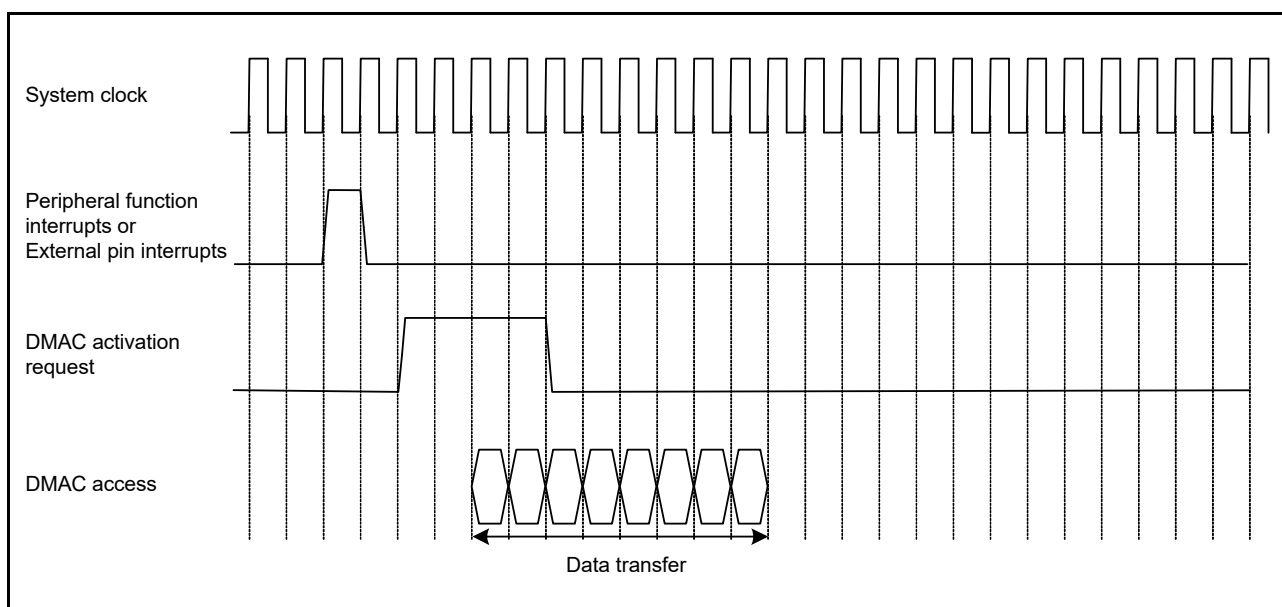 System clock
Peripheral function
interrupts or
External pin interrupts
DMAC activation
request
DMAC access
Data transfer